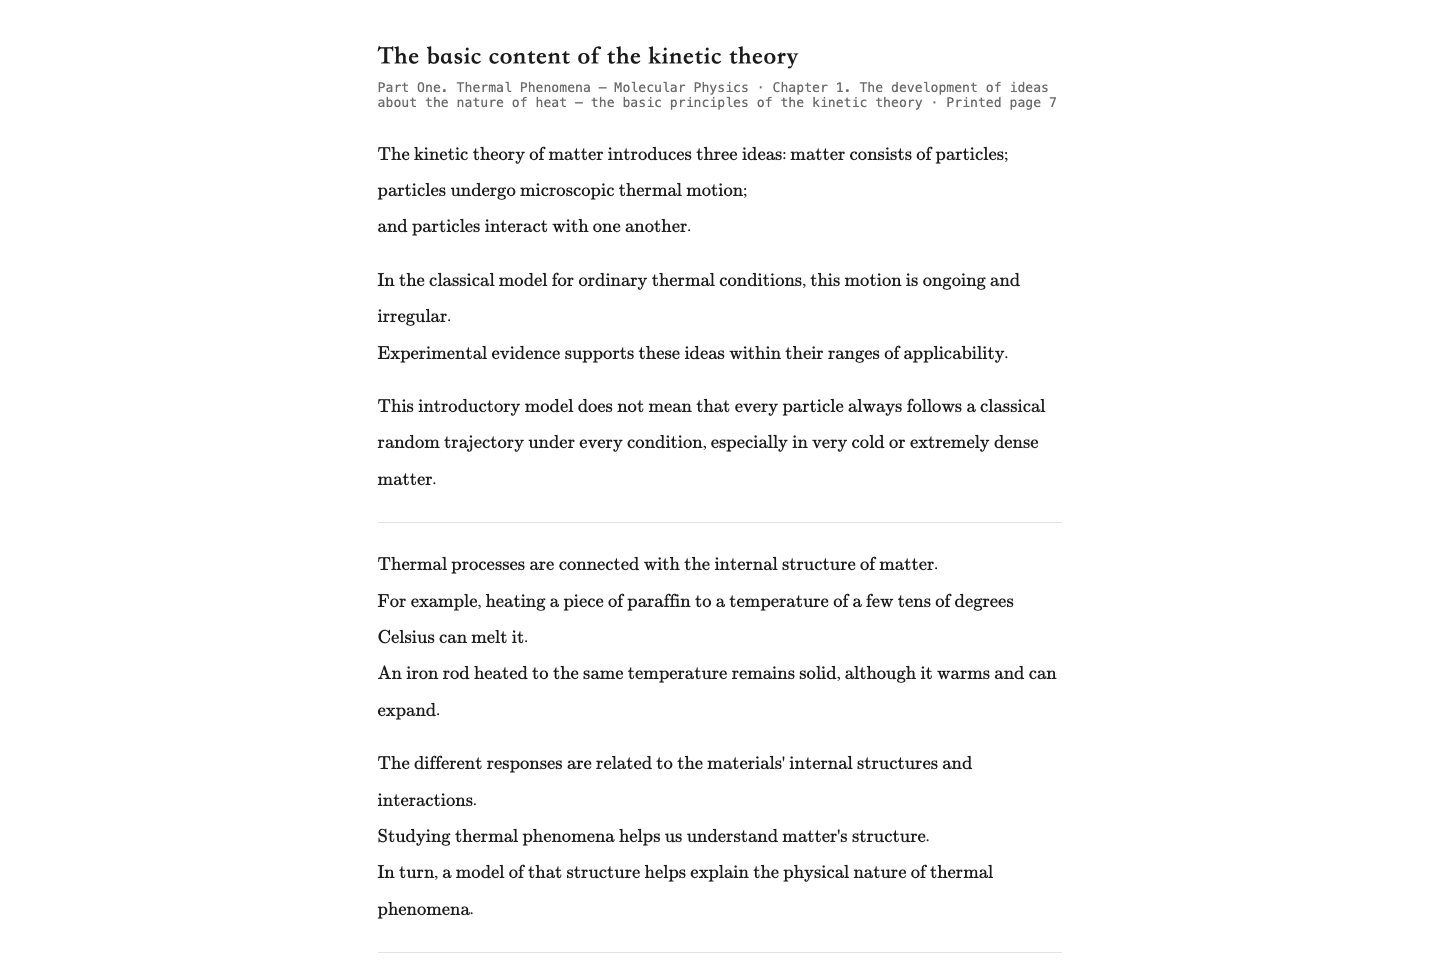 The basic content of the kinetic theory
Part One. Thermal Phenomena — Molecular Physics · Chapter 1. The development of ideas
about the nature of heat — the basic principles of the kinetic theory · Printed page 7
The kinetic theory of matter introduces three ideas: matter consists of particles;
particles undergo microscopic thermal motion;
and particles interact with one another.
In the classical model for ordinary thermal conditions, this motion is ongoing and
irregular.
Experimental evidence supports these ideas within their ranges of applicability.
This introductory model does not mean that every particle always follows a classical
random trajectory under every condition, especially in very cold or extremely dense
matter.
Thermal processes are connected with the internal structure of matter.
For example, heating a piece of paraffin to a temperature of a few tens of degrees
Celsius can melt it.
An iron rod heated to the same temperature remains solid, although it warms and can
expand.
The different responses are related to the materials' internal structures and
interactions.
Studying thermal phenomena helps us understand matter's structure.
In turn, a model of that structure helps explain the physical nature of thermal
phenomena.